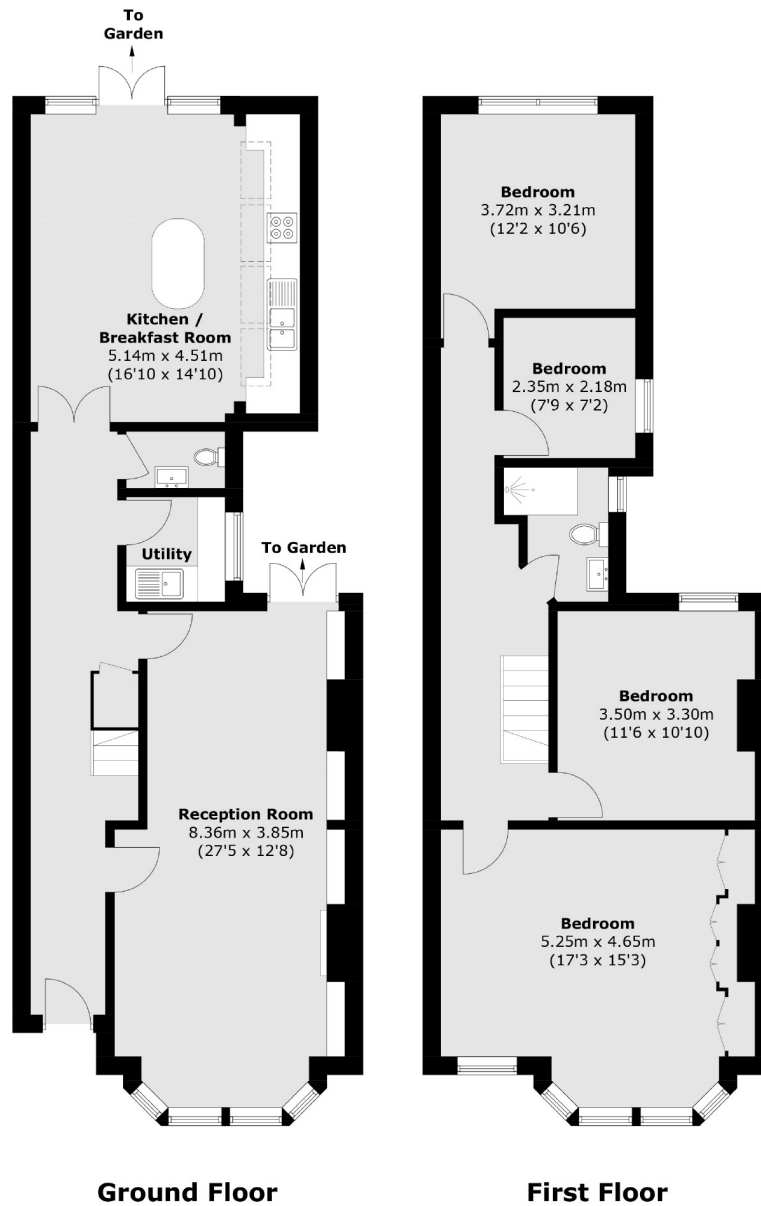 To
Garden
Kitchen /
Breakfast Room
5.14m x 4.51m
(16'10 x 14'10)
Utility
To Garden
Reception Room
8.36m x 3.85m
(27'5 x 12'8)
Ground Floor
Bedroom
3.72m x 3.21m
(12'2 x 10'6)
Bedroom
2.35m x 2.18m
(7'9 x 7'2)
Bedroom
3.50m x 3.30m
(11'6 x 10'10)
Bedroom
5.25m x 4.65m
(17'3 x 15'3)
First Floor